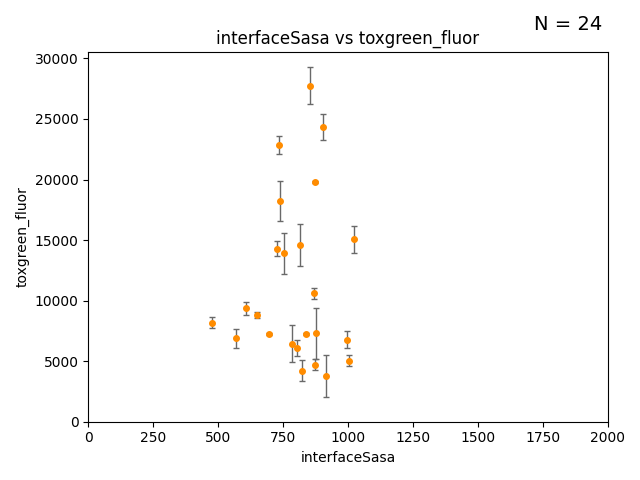 N = 24
interfaceSasa vs toxgreen_fluor
30000
25000
20000
15000
10000
5000
0
toxgreen_fluor
0 250 500 750 1000 1250 1500 1750 2000
interfaceSasa